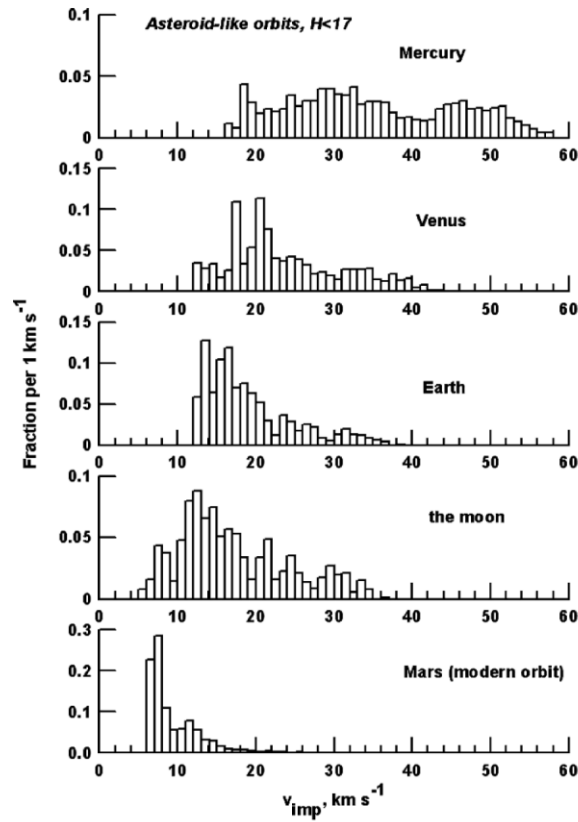 Asteroid-like orbits, H<17
Mercury
0.1
0.05
0
0 10 20 30 40 50 60
Venus
0.15
0.1
0.05
0
0 10 20 30 40 50 60
Earth
0.15
0.1
0.05
0
0 10 20 30 40 50 60
the moon
0.1
0.05
0
0 10 20 30 40 50 60
Mars (modern orbit)
0.3
0.2
0.1
0.0
0 10 20 30 40 50 60
Fraction per 1 km s⁻¹
v_imp, km s⁻¹